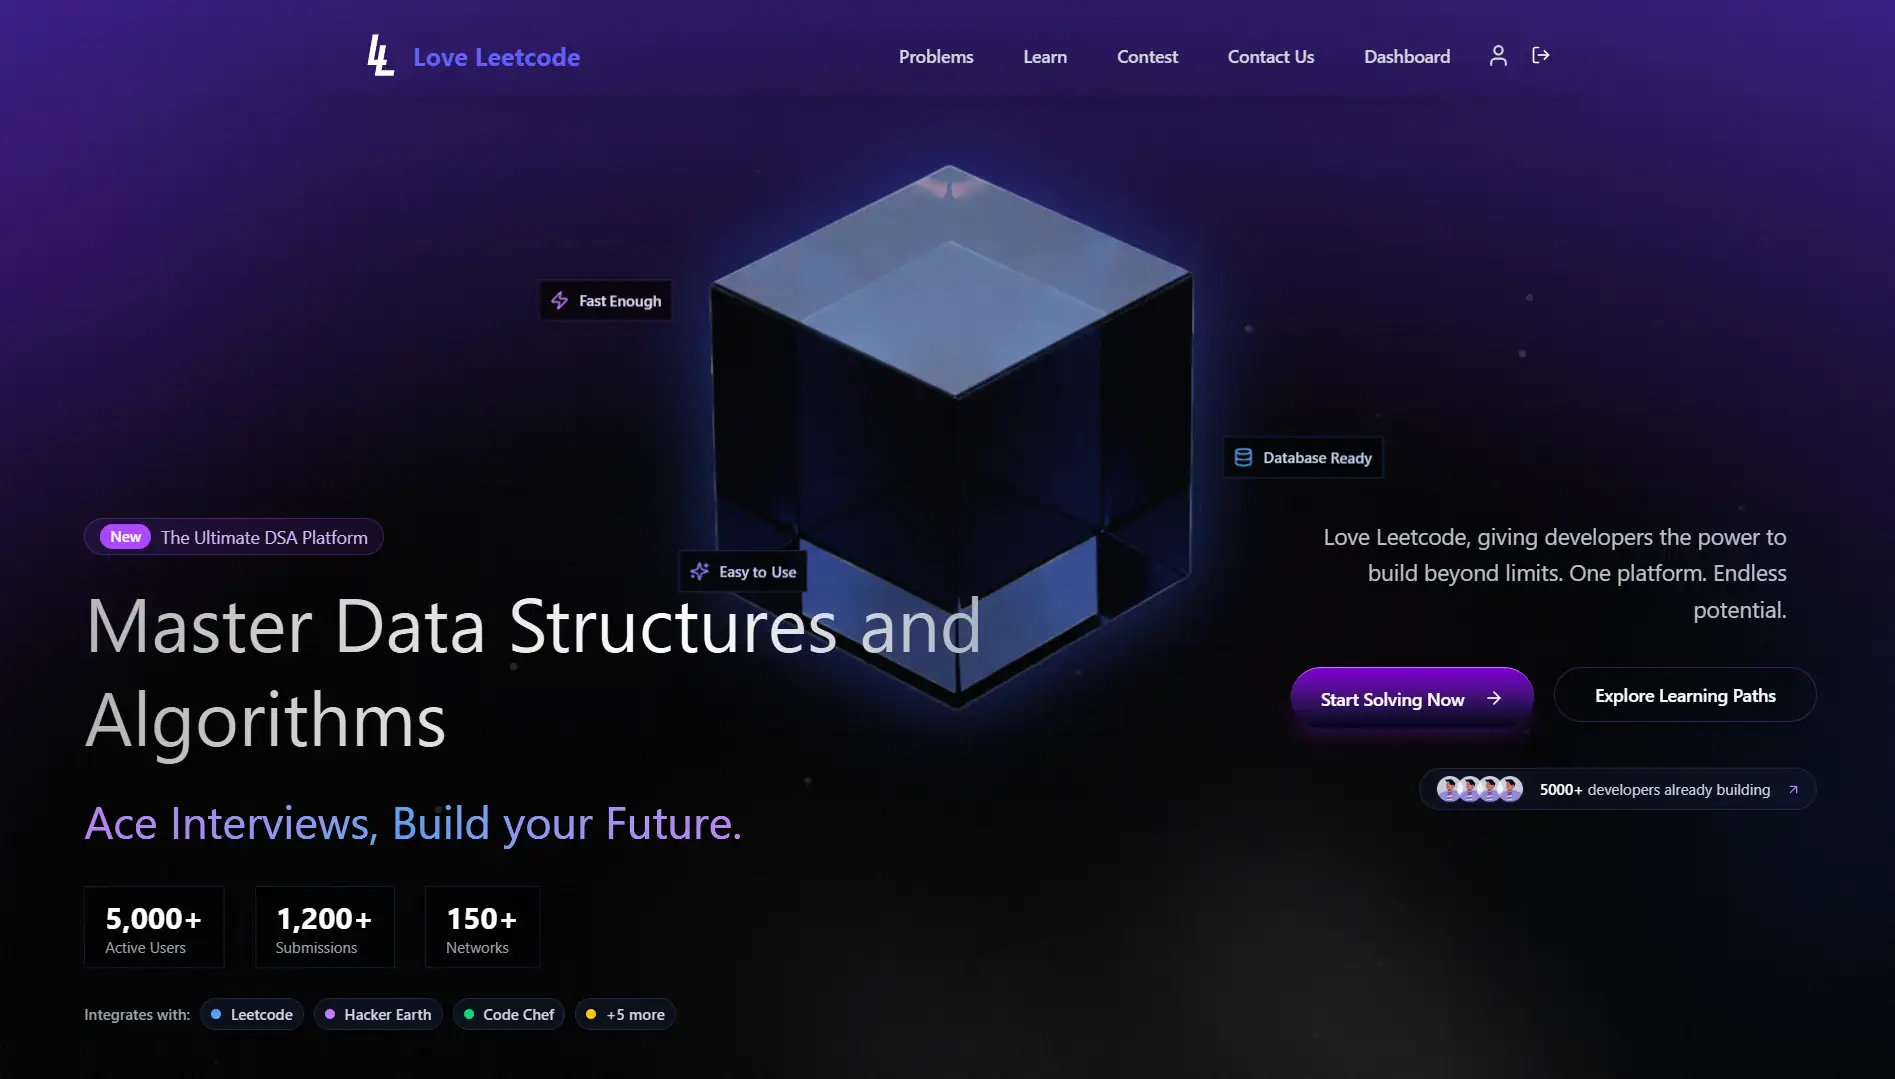 Love Leetcode
Problems
Learn
Contest
Contact Us
Dashboard
Fast Enough
Database Ready
Easy to Use
New The Ultimate DSA Platform
Master Data Structures and
Algorithms
Ace Interviews, Build your Future.
5,000+
Active Users
1,200+
Submissions
150+
Networks
Integrates with: Leetcode Hacker Earth Code Chef +5 more
Love Leetcode, giving developers the power to
build beyond limits. One platform. Endless
potential.
Start Solving Now
Explore Learning Paths
5000+ developers already building